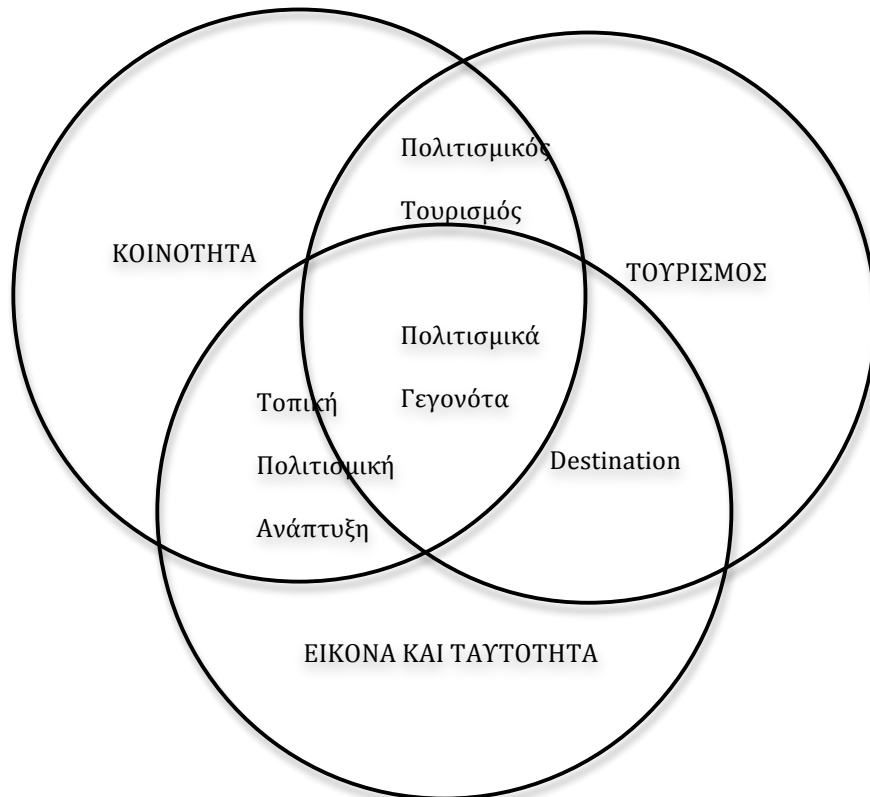 Πολιτισμικός
Τουρισμός
ΚΟΙΝΟΤΗΤΑ
ΤΟΥΡΙΣΜΟΣ
Πολιτισμικά
Γεγονότα
Τοπική
Πολιτισμική
Ανάπτυξη
Destination
ΕΙΚΟΝΑ ΚΑΙ ΤΑΥΤΟΤΗΤΑ